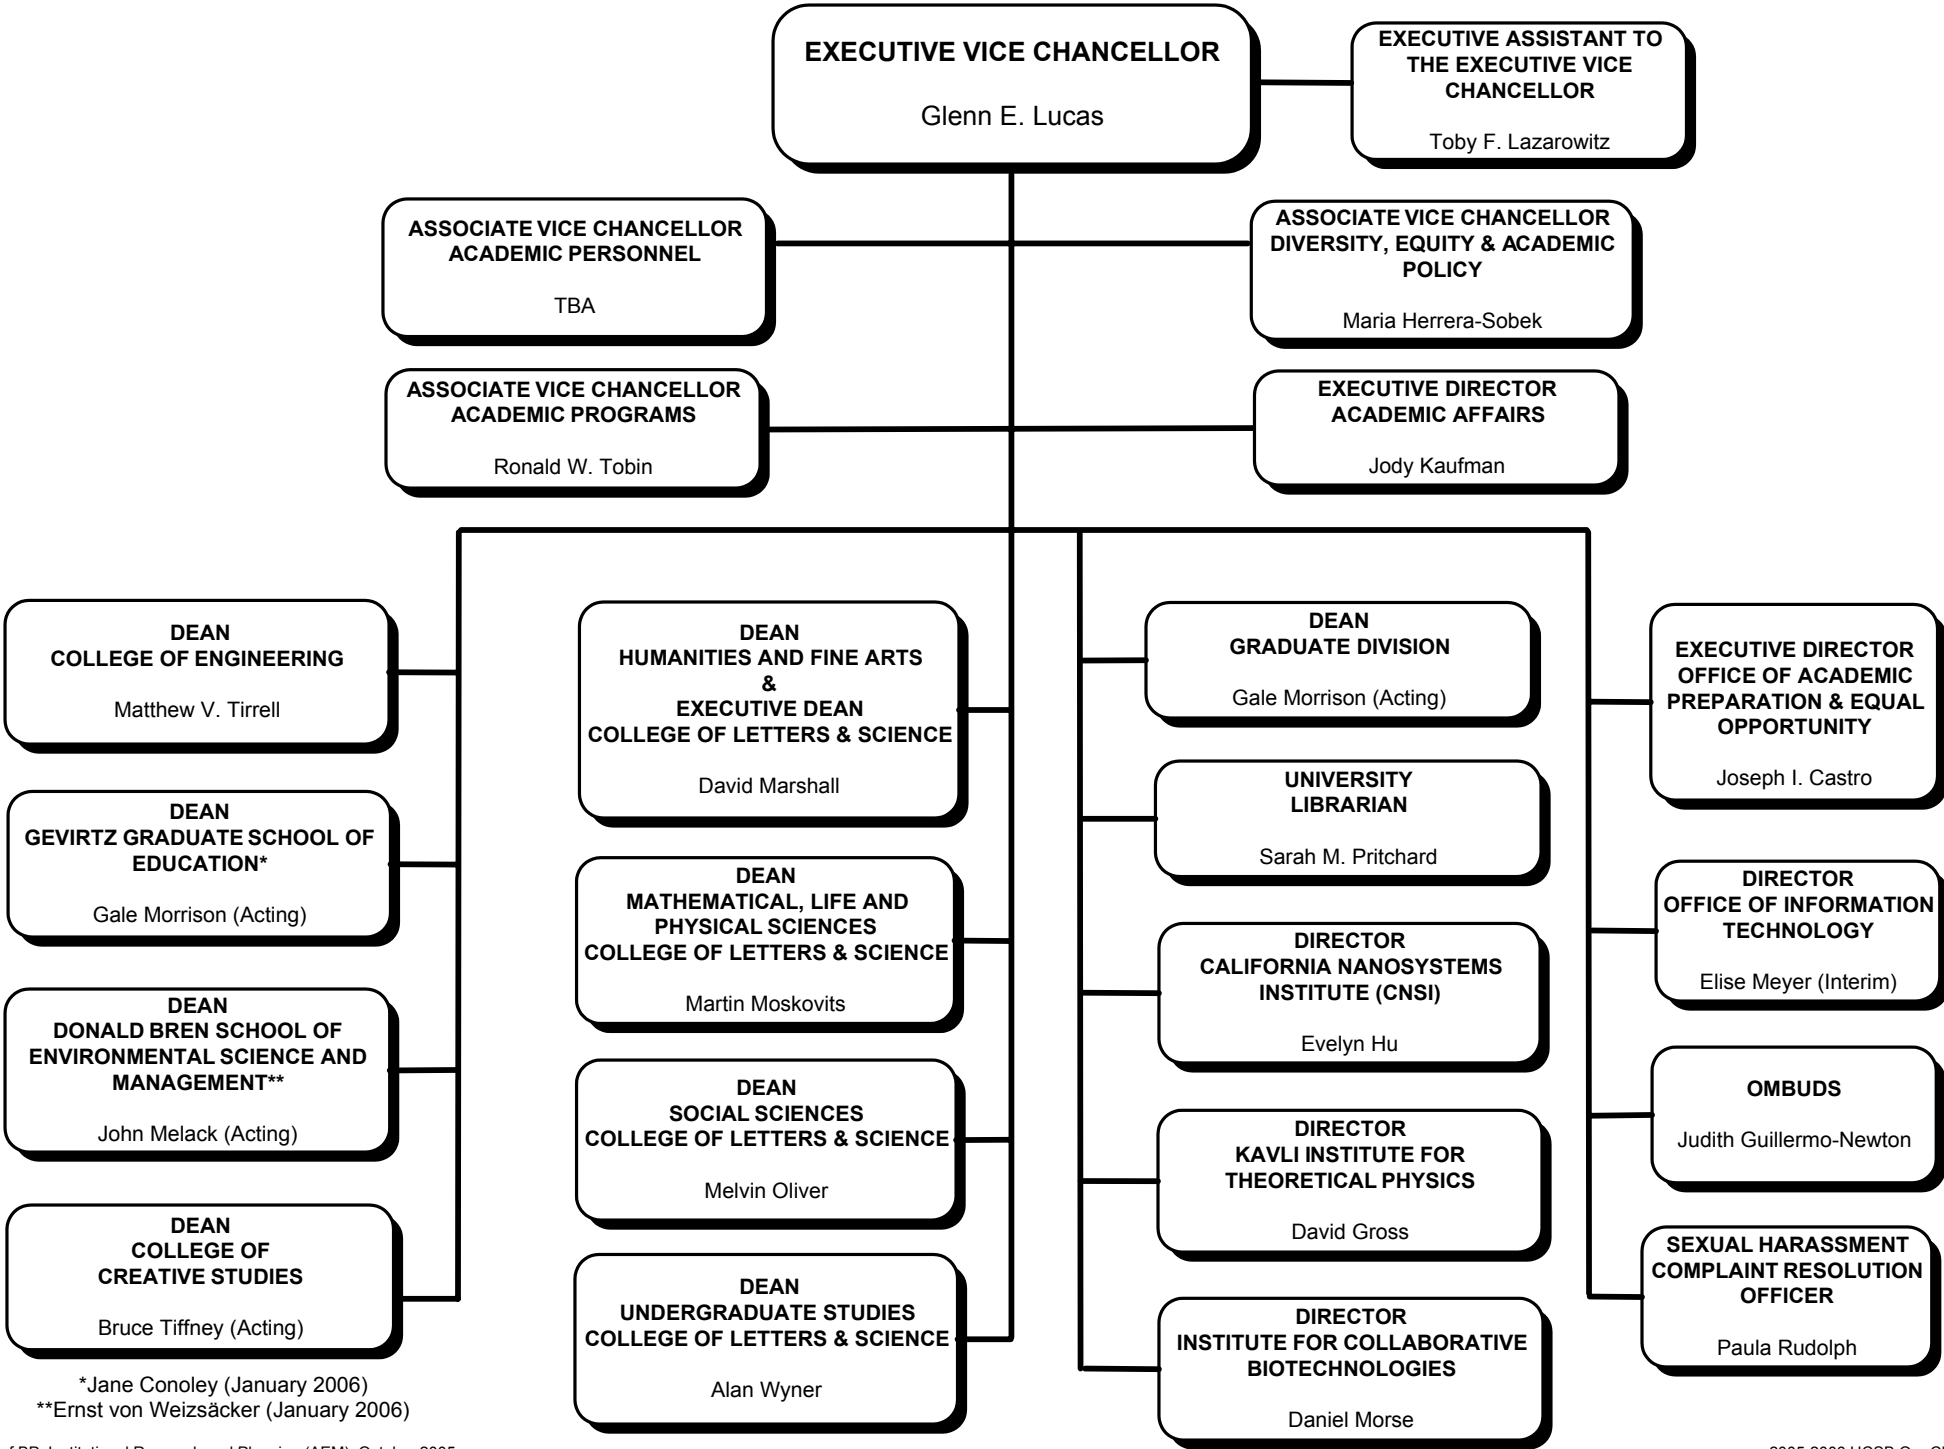 EXECUTIVE VICE CHANCELLOR
Glenn E. Lucas
EXECUTIVE ASSISTANT TO
THE EXECUTIVE VICE
CHANCELLOR
Toby F. Lazarowitz
ASSOCIATE VICE CHANCELLOR
ACADEMIC PERSONNEL
TBA
ASSOCIATE VICE CHANCELLOR
DIVERSITY, EQUITY & ACADEMIC
POLICY
Maria Herrera-Sobek
ASSOCIATE VICE CHANCELLOR
ACADEMIC PROGRAMS
Ronald W. Tobin
EXECUTIVE DIRECTOR
ACADEMIC AFFAIRS
Jody Kaufman
DEAN
COLLEGE OF ENGINEERING
Matthew V. Tirrell
DEAN
GEVIRTZ GRADUATE SCHOOL OF
EDUCATION*
Gale Morrison (Acting)
DEAN
DONALD BREN SCHOOL OF
ENVIRONMENTAL SCIENCE AND
MANAGEMENT**
John Melack (Acting)
DEAN
COLLEGE OF
CREATIVE STUDIES
Bruce Tiffney (Acting)
*Jane Conoley (January 2006)
**Ernst von Weizsäcker (January 2006)
DEAN
HUMANITIES AND FINE ARTS
&
EXECUTIVE DEAN
COLLEGE OF LETTERS & SCIENCE
David Marshall
DEAN
MATHEMATICAL, LIFE AND
PHYSICAL SCIENCES
COLLEGE OF LETTERS & SCIENCE
Martin Moskovits
DEAN
SOCIAL SCIENCES
COLLEGE OF LETTERS & SCIENCE
Melvin Oliver
DEAN
UNDERGRADUATE STUDIES
COLLEGE OF LETTERS & SCIENCE
Alan Wyner
DEAN
GRADUATE DIVISION
Gale Morrison (Acting)
UNIVERSITY
LIBRARIAN
Sarah M. Pritchard
DIRECTOR
CALIFORNIA NANOSYSTEMS
INSTITUTE (CNSI)
Evelyn Hu
DIRECTOR
KAVLI INSTITUTE FOR
THEORETICAL PHYSICS
David Gross
DIRECTOR
INSTITUTE FOR COLLABORATIVE
BIOTECHNOLOGIES
Daniel Morse
EXECUTIVE DIRECTOR
OFFICE OF ACADEMIC
PREPARATION & EQUAL
OPPORTUNITY
Joseph I. Castro
DIRECTOR
OFFICE OF INFORMATION
TECHNOLOGY
Elise Meyer (Interim)
OMBUDS
Judith Guillermo-Newton
SEXUAL HARASSMENT
COMPLAINT RESOLUTION
OFFICER
Paula Rudolph